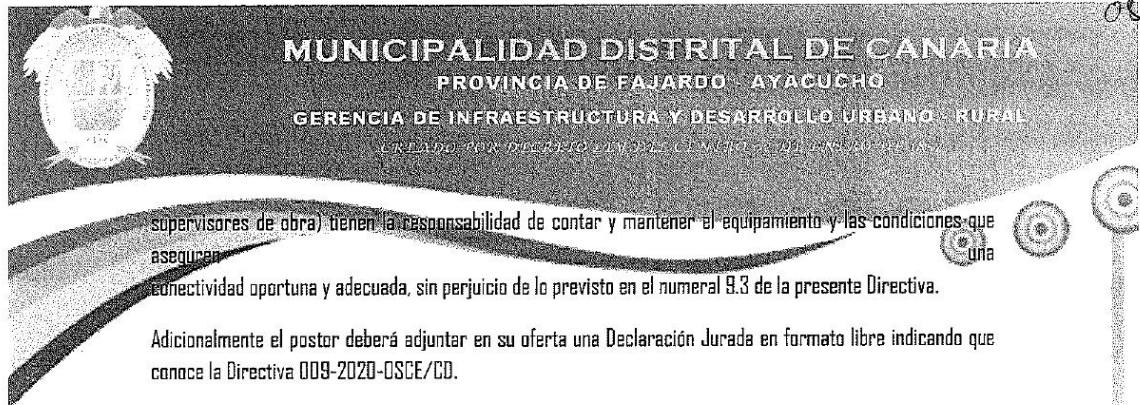 MUNICIPALIDAD DISTRITAL DE CANARIA
PROVINCIA DE FAJARDO - AYACUCHO
GERENCIA DE INFRAESTRUCTURA Y DESARROLLO URBANO - RURAL
CREADO POR DECRETO
supervisores de obra) tienen la responsabilidad de contar y mantener el equipamiento y las condiciones que
aseguren una
conectividad oportuna y adecuada, sin perjuicio de lo previsto en el numeral 9.3 de la presente Directiva.
Adicionalmente el postor deberá adjuntar en su oferta una Declaración Jurada en formato libre indicando que
conoce la Directiva 009-2020-OSCE/CD.